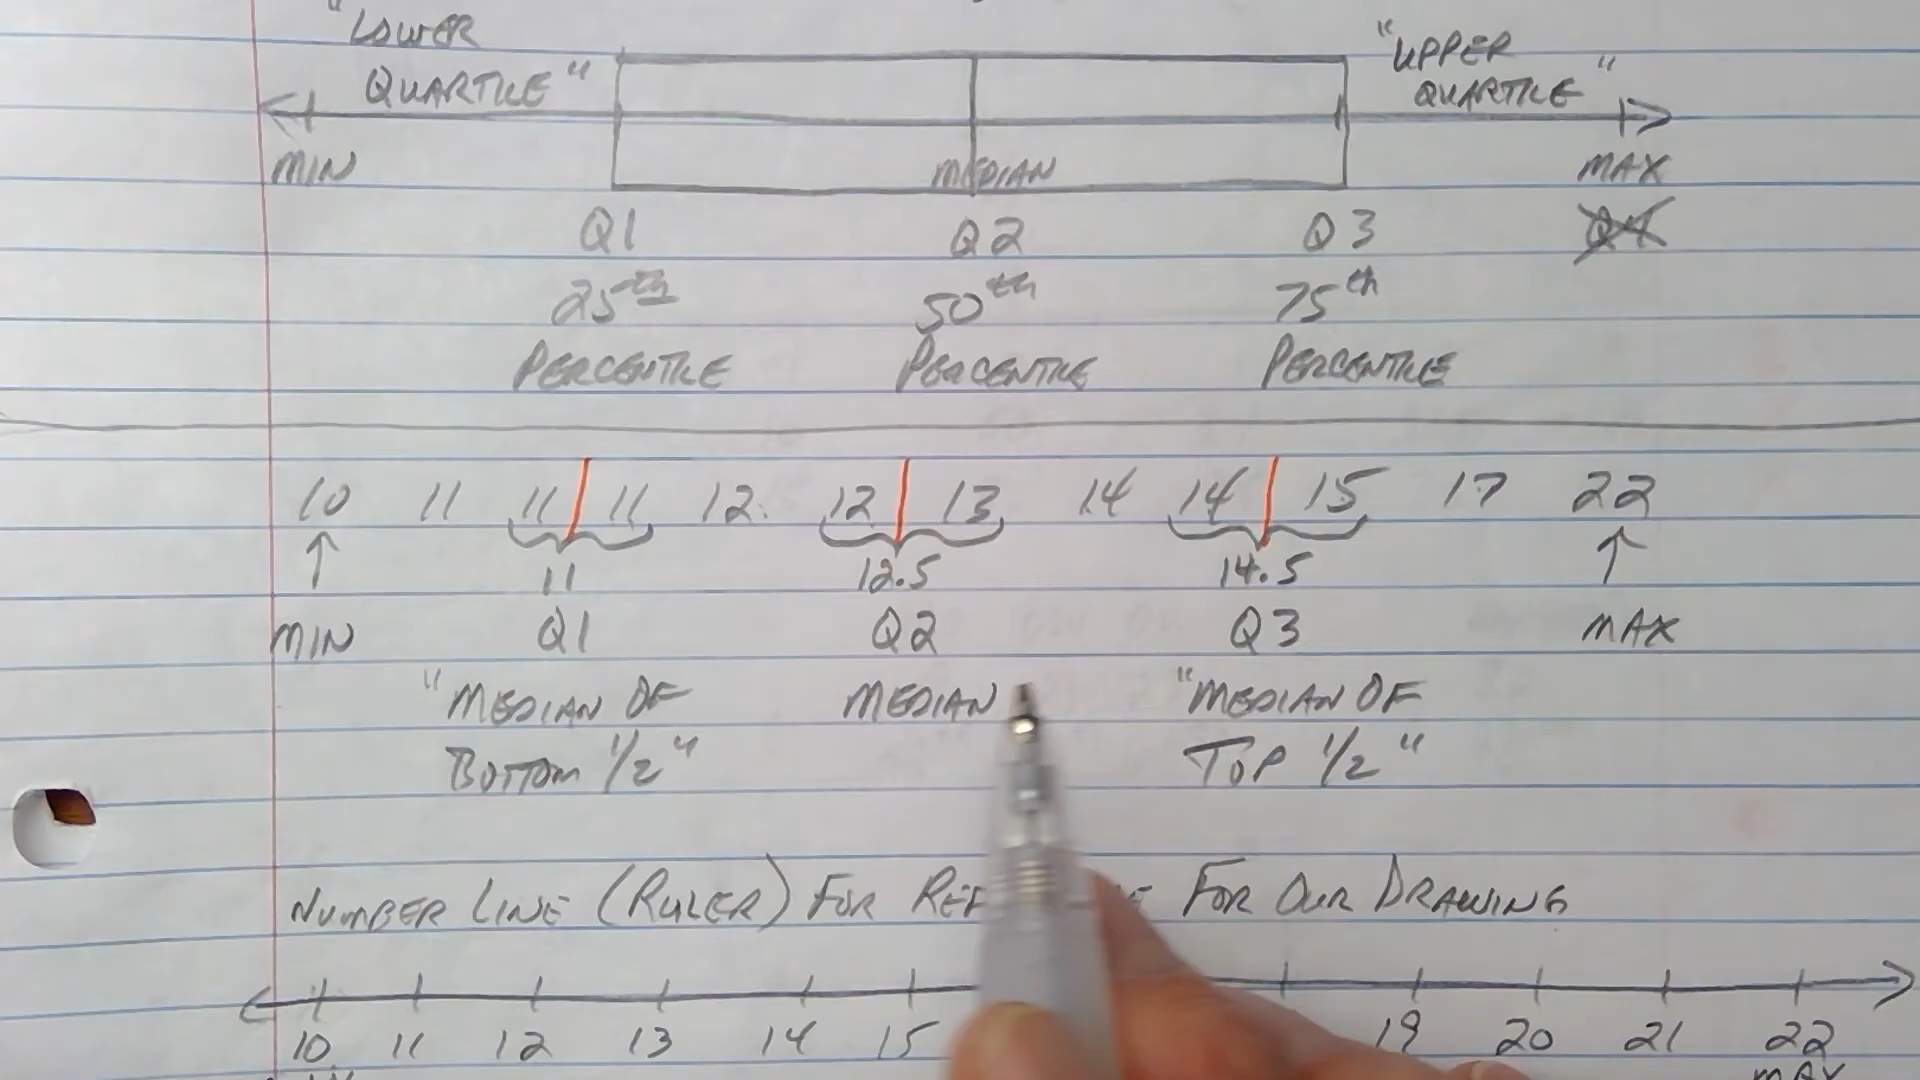 "LOWER
QUARTILE"
"UPPER
QUARTILE"
MIN MEDIAN MAX
Q1 Q2 Q3 Q4
25th 50th 75th
PERCENTILE PERCENTILE PERCENTILE
10 11 11 11 12 12 13 14 14 15 17 22
11 12.5 14.5
MIN Q1 Q2 Q3 MAX
"MEDIAN OF MEDIAN "MEDIAN OF
BOTTOM 1/2" TOP 1/2"
NUMBER LINE (RULER) FOR FOR OUR DRAWING
10 11 12 13 14 15 19 20 21 22
MAX